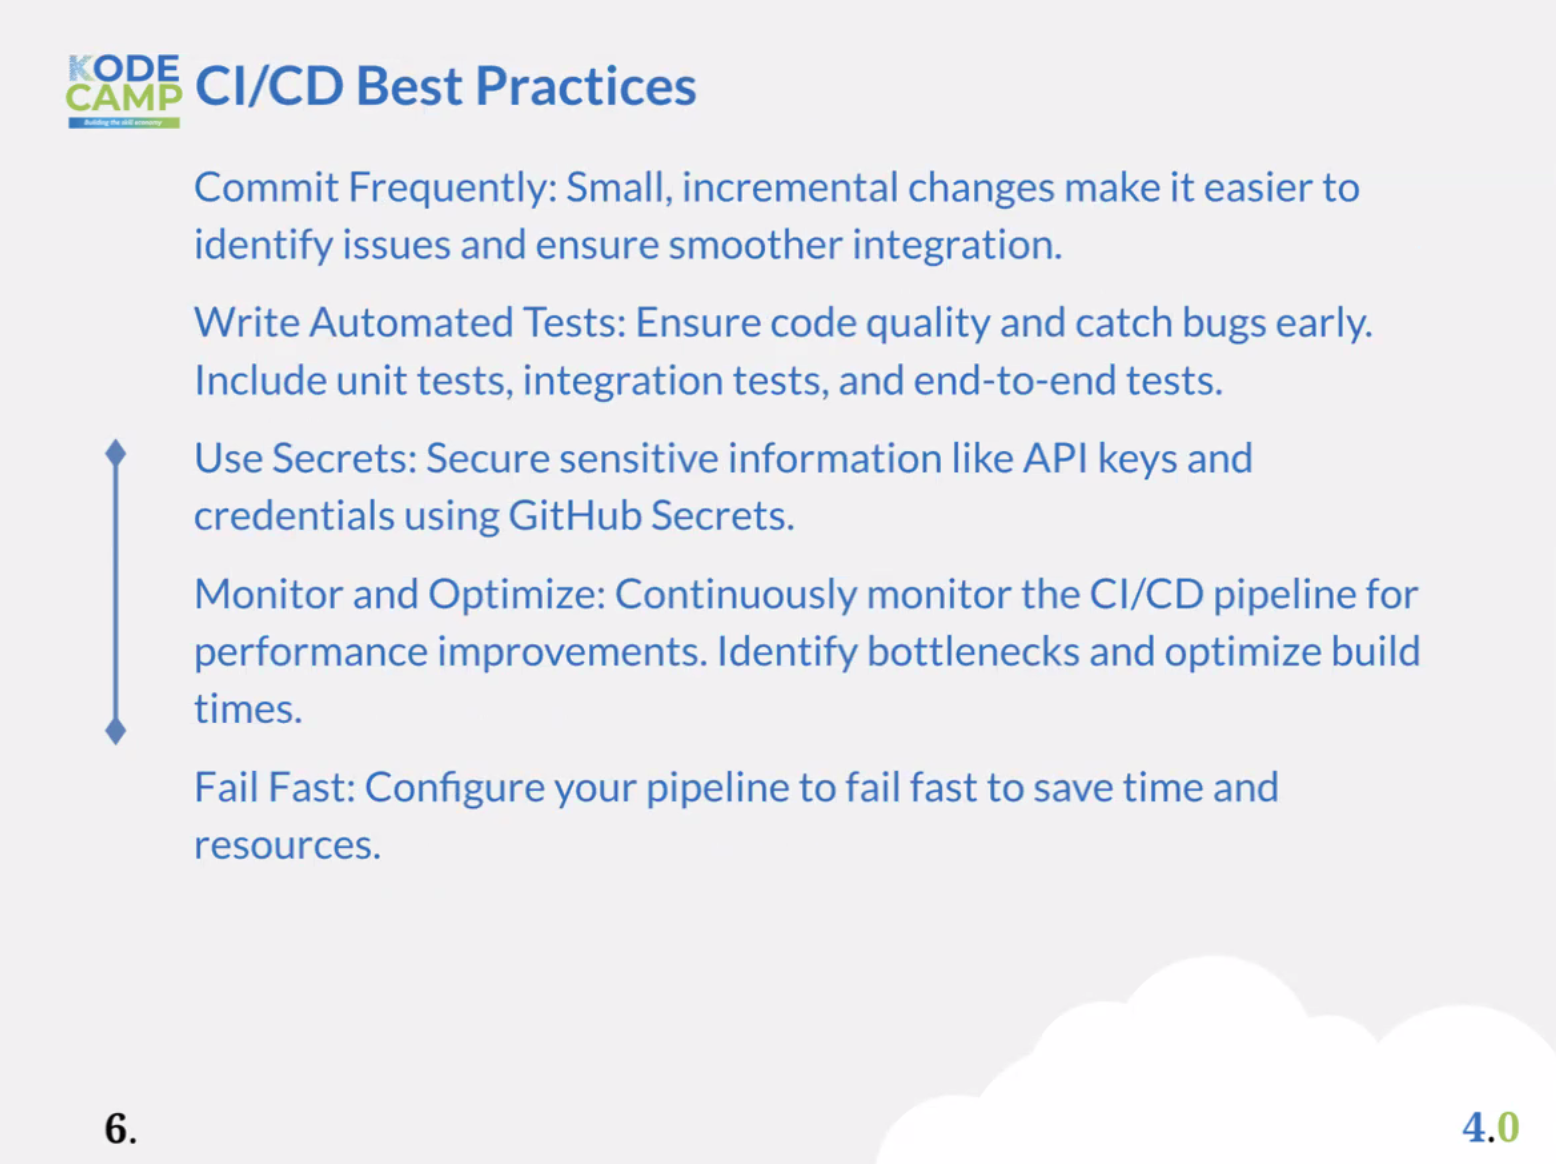 KODE
CAMP
Building the skill economy
CI/CD Best Practices
Commit Frequently: Small, incremental changes make it easier to
identify issues and ensure smoother integration.
Write Automated Tests: Ensure code quality and catch bugs early.
Include unit tests, integration tests, and end-to-end tests.
Use Secrets: Secure sensitive information like API keys and
credentials using GitHub Secrets.
Monitor and Optimize: Continuously monitor the CI/CD pipeline for
performance improvements. Identify bottlenecks and optimize build
times.
Fail Fast: Configure your pipeline to fail fast to save time and
resources.
6.
4.0